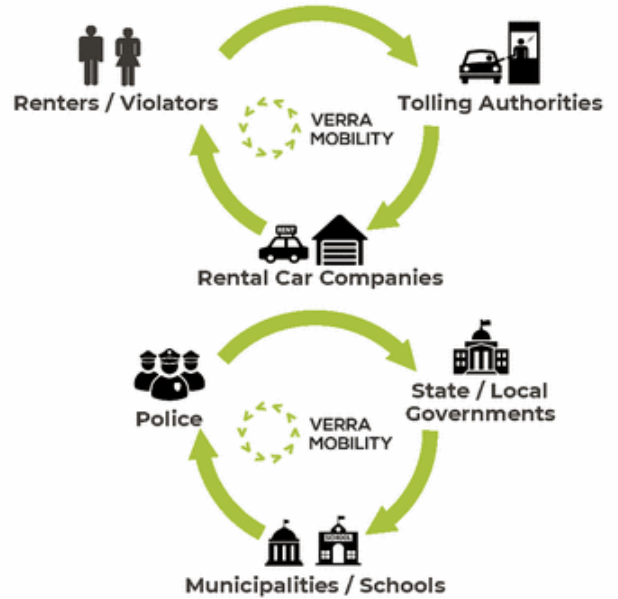 Renters / Violators
Tolling Authorities
VERRA
MOBILITY
RENT
Rental Car Companies
State / Local
Governments
Police
VERRA
MOBILITY
SCHOOL
Municipalities / Schools